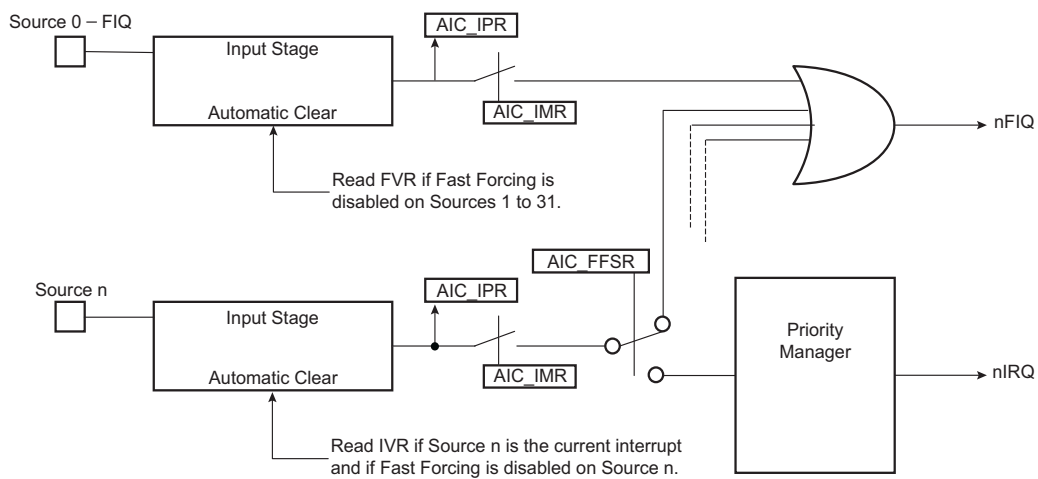 Source 0 – FIQ
AIC_IPR
Input Stage
Automatic Clear
AIC_IMR
nFIQ
Read FVR if Fast Forcing is
disabled on Sources 1 to 31.
AIC_FFSR
Source n
AIC_IPR
Input Stage
Priority
Manager
Automatic Clear
AIC_IMR
nIRQ
Read IVR if Source n is the current interrupt
and if Fast Forcing is disabled on Source n.